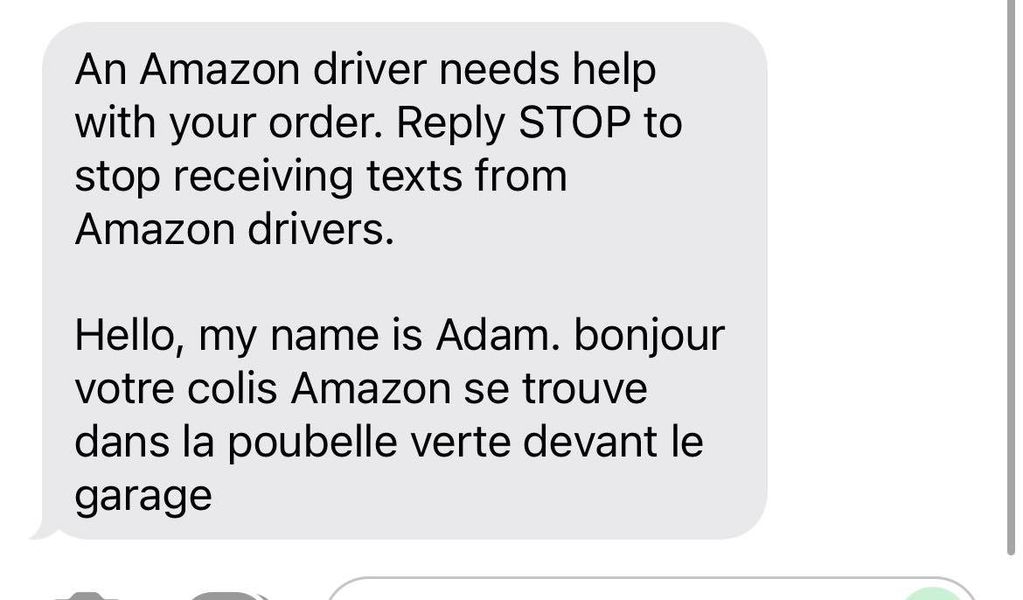 An Amazon driver needs help
with your order. Reply STOP to
stop receiving texts from
Amazon drivers.
Hello, my name is Adam. bonjour
votre colis Amazon se trouve
dans la poubelle verte devant le
garage